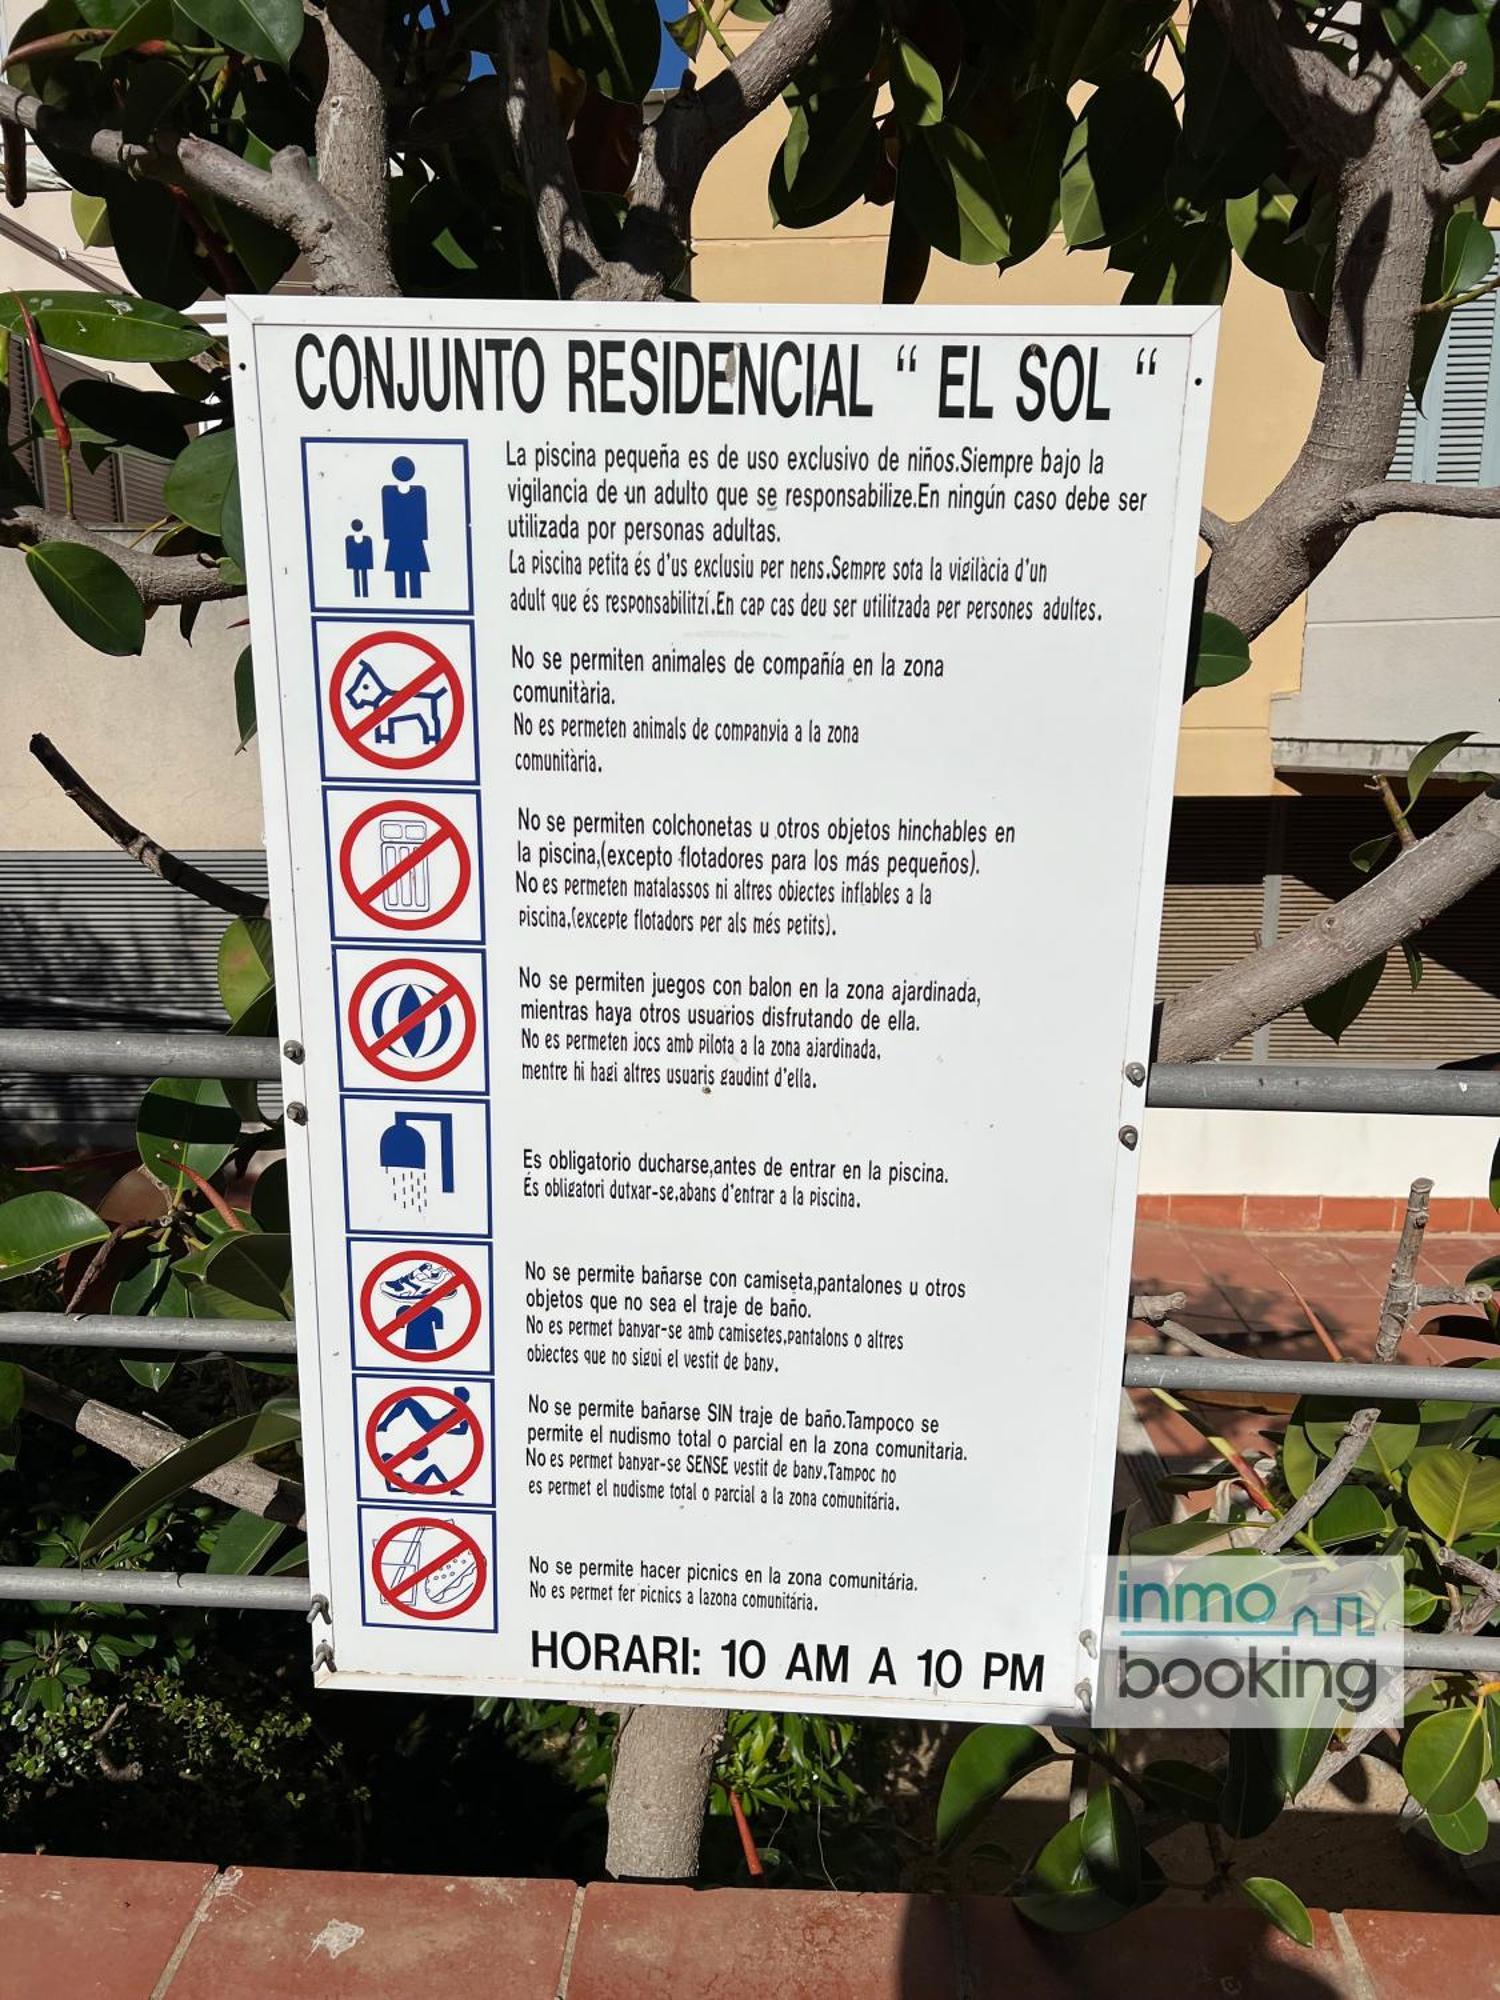 CONJUNTO RESIDENCIAL “ EL SOL “
La piscina pequeña es de uso exclusivo de niños.Siempre bajo la
vigilancia de un adulto que se responsabilize.En ningún caso debe ser
utilizada por personas adultas.
La piscina petita és d'us exclusiu per nens.Sempre sota la vigilàcia d'un
adult que és responsabilitzí.En cap cas deu ser utilitzada per persones adultes.
No se permiten animales de compañía en la zona
comunitària.
No es permeten animals de companyia a la zona
comunitària.
No se permiten colchonetas u otros objetos hinchables en
la piscina,(excepto flotadores para los más pequeños).
No es permeten matalassos ni altres objectes inflables a la
piscina,(excepte flotadors per als més petits).
No se permiten juegos con balon en la zona ajardinada,
mientras haya otros usuarios disfrutando de ella.
No es permeten jocs amb pilota a la zona ajardinada,
mentre hi hagi altres usuaris gaudint d'ella.
Es obligatorio ducharse,antes de entrar en la piscina.
És obligatori dutxar-se,abans d'entrar a la piscina.
No se permite bañarse con camiseta,pantalones u otros
objetos que no sea el traje de baño.
No es permet banyar-se amb camisetes,pantalons o altres
objectes que no sigui el vestit de bany.
No se permite bañarse SIN traje de baño.Tampoco se
permite el nudismo total o parcial en la zona comunitaria.
No es permet banyar-se SENSE vestit de bany.Tampoc no
es permet el nudisme total o parcial a la zona comunitária.
No se permite hacer picnics en la zona comunitária.
No es permet fer picnics a lazona comunitária.
HORARI: 10 AM A 10 PM
inmo
booking